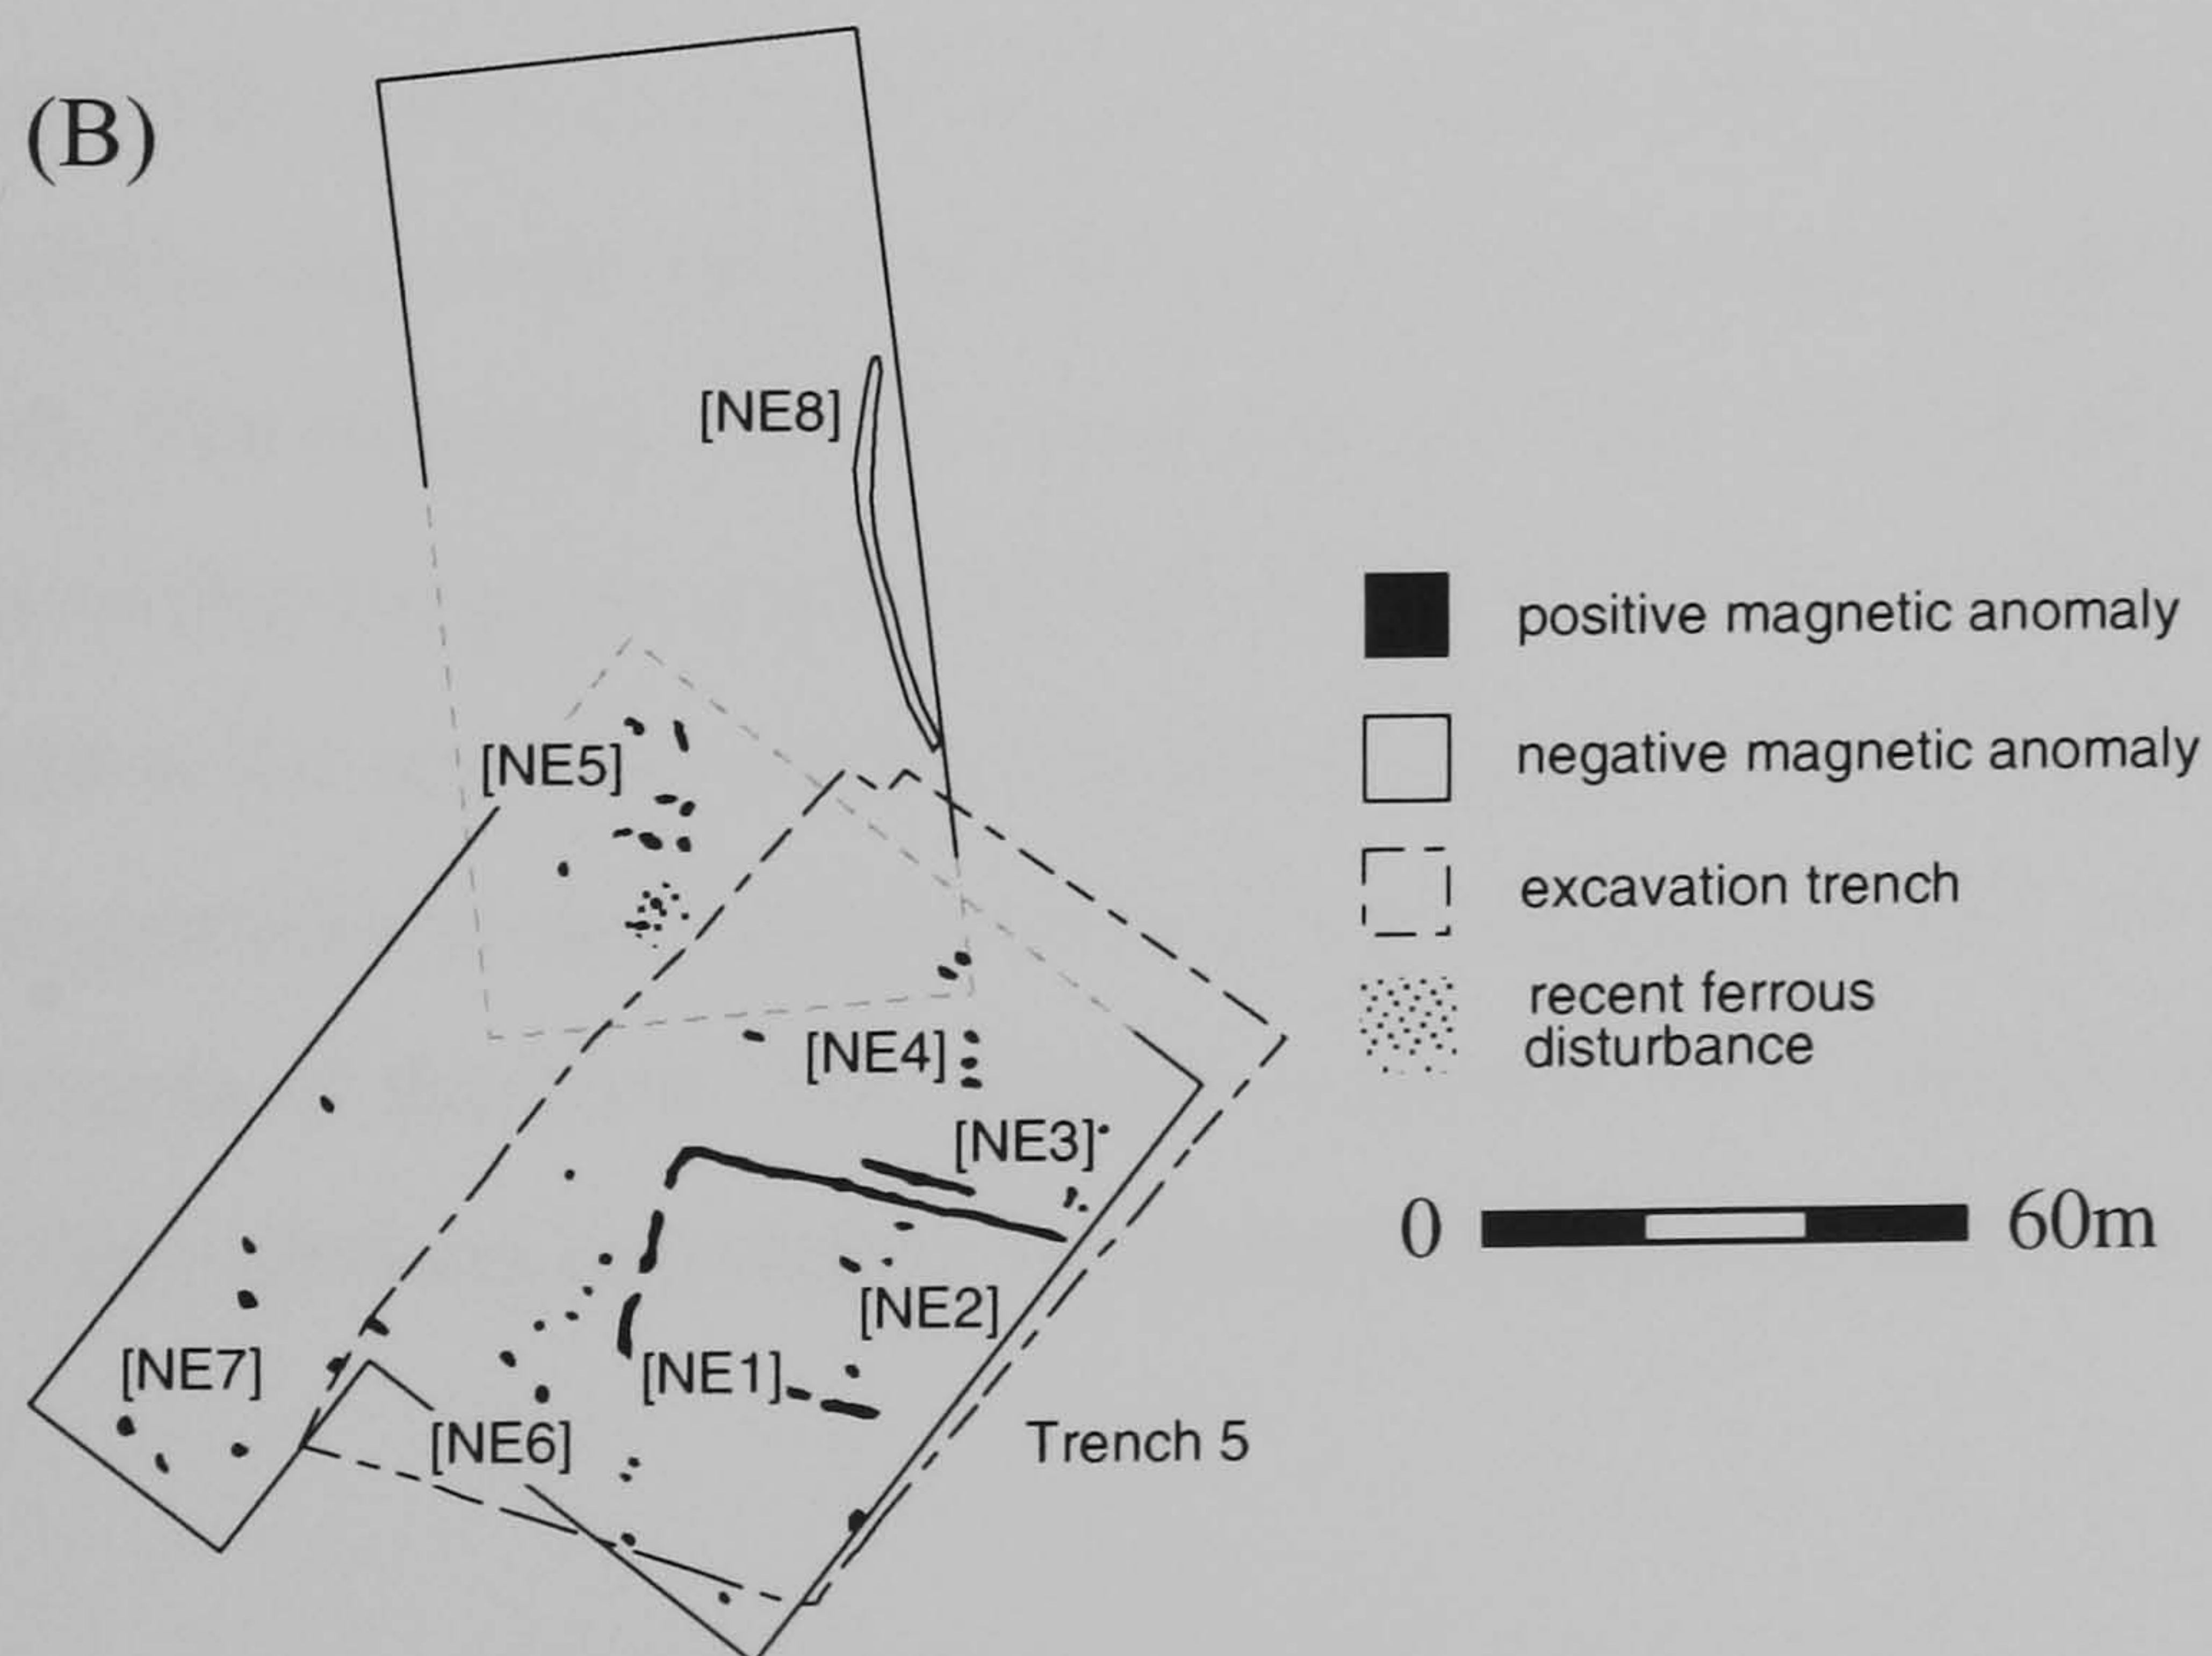 (B)
[NE8]
[NE5]
[NE4]
[NE3]
[NE2]
[NE1]
[NE7]
[NE6]
Trench 5
positive magnetic anomaly
negative magnetic anomaly
excavation trench
recent ferrous
disturbance
0 60m